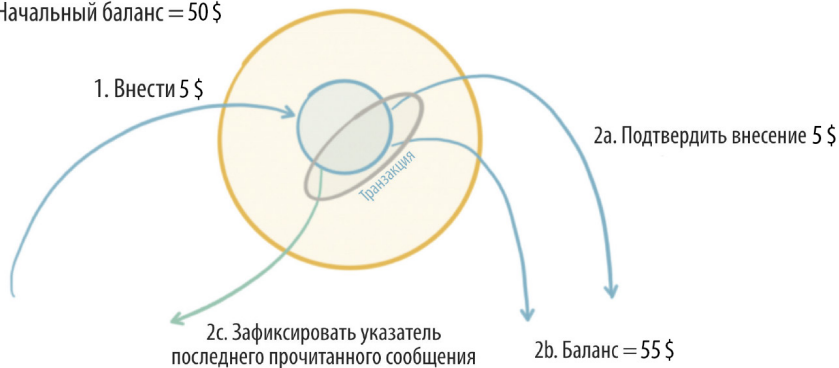 Начальный баланс = 50 $
1. Внести 5 $
2a. Подтвердить внесение 5 $
Транзакция
2c. Зафиксировать указатель
последнего прочитанного сообщения
2b. Баланс = 55 $